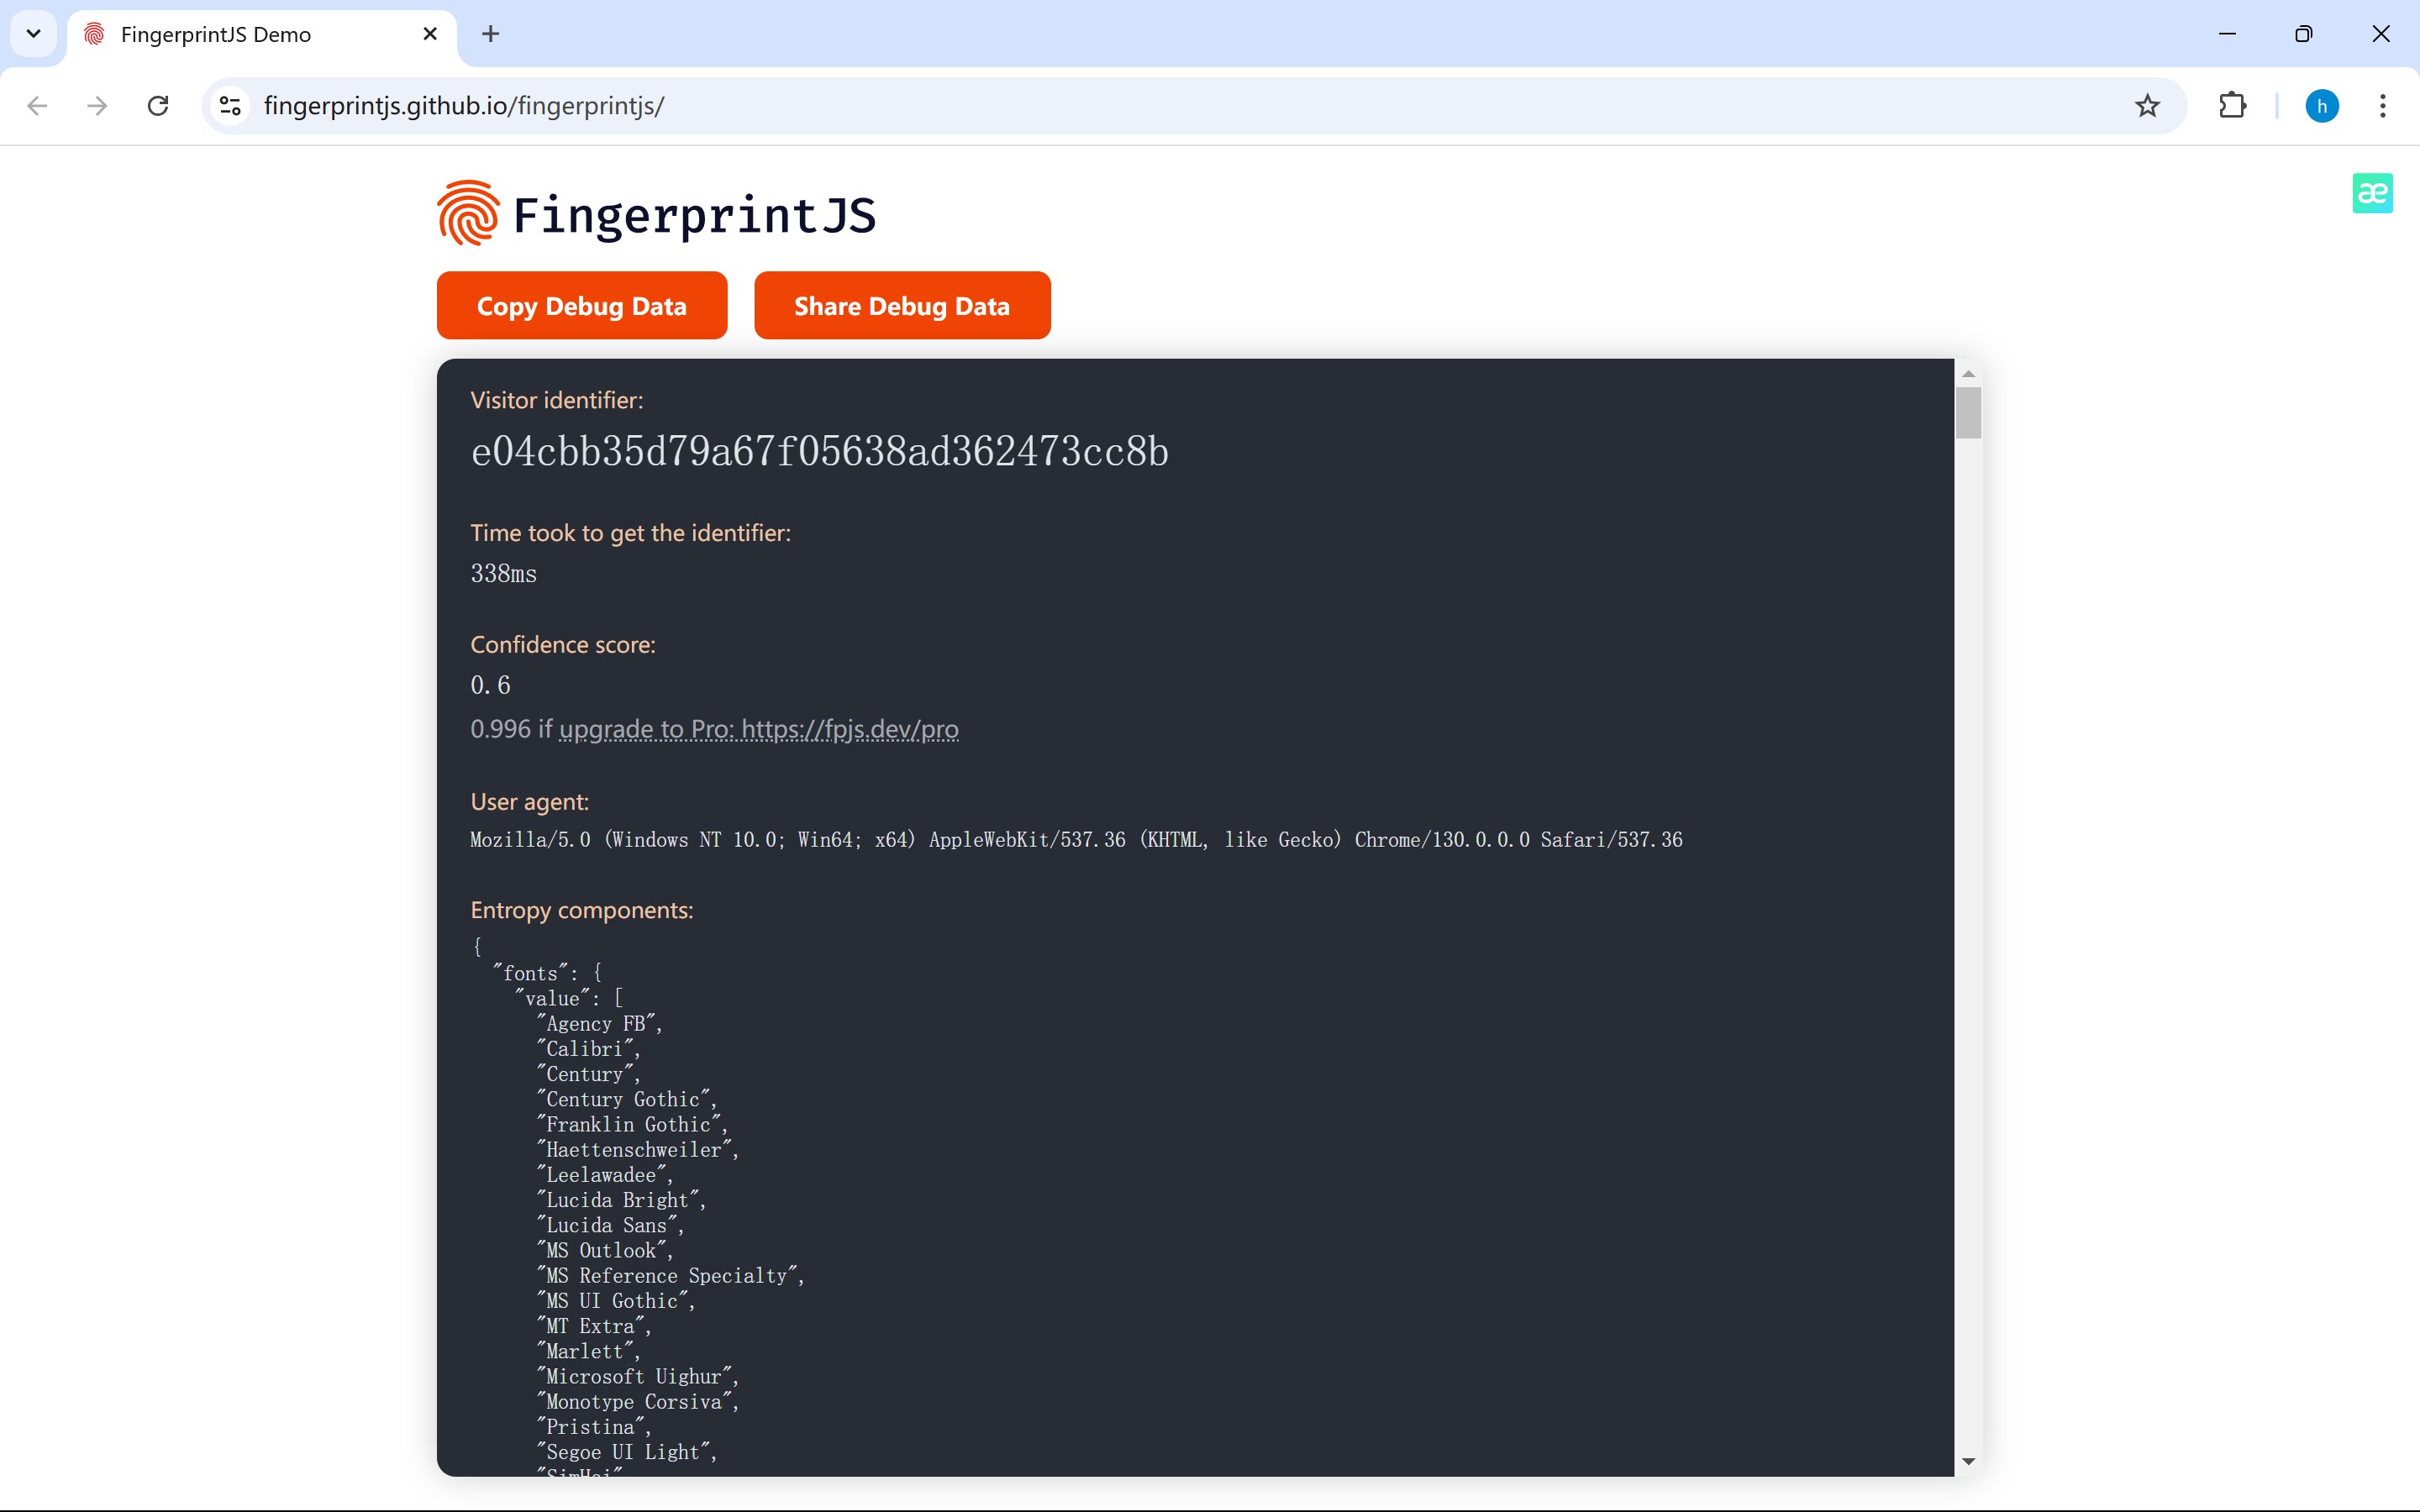 FingerprintJS Demo
fingerprintjs.github.io/fingerprintjs/
h
æ
FingerprintJS
Copy Debug Data
Share Debug Data
Visitor identifier:
e04cbb35d79a67f05638ad362473cc8b
Time took to get the identifier:
338ms
Confidence score:
0.6
0.996 if upgrade to Pro: https://fpjs.dev/pro
User agent:
Mozilla/5.0 (Windows NT 10.0; Win64; x64) AppleWebKit/537.36 (KHTML, like Gecko) Chrome/130.0.0.0 Safari/537.36
Entropy components:
{
"fonts": {
"value": [
"Agency FB",
"Calibri",
"Century",
"Century Gothic",
"Franklin Gothic",
"Haettenschweiler",
"Leelawadee",
"Lucida Bright",
"Lucida Sans",
"MS Outlook",
"MS Reference Specialty",
"MS UI Gothic",
"MT Extra",
"Marlett",
"Microsoft Uighur",
"Monotype Corsiva",
"Pristina",
"Segoe UI Light",